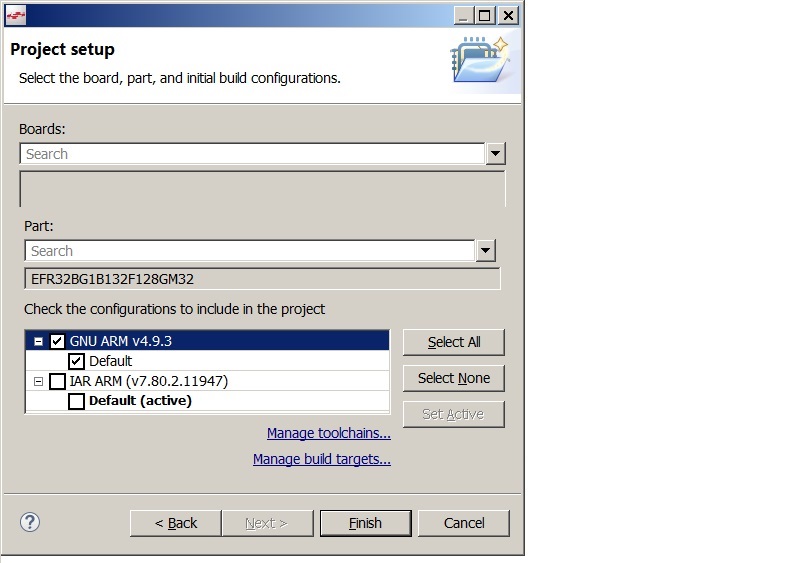 Project setup
Select the board, part, and initial build configurations.
Boards:
Search
Part:
Search
EFR32BG1B132F128GM32
Check the configurations to include in the project
GNU ARM v4.9.3
Default
IAR ARM (v7.80.2.11947)
Default (active)
Select All
Select None
Set Active
Manage toolchains...
Manage build targets...
?
< Back
Next >
Finish
Cancel